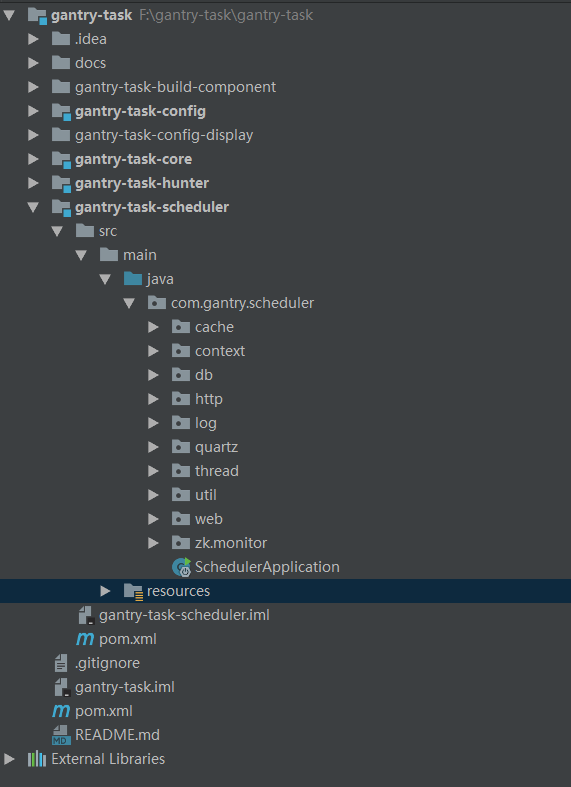 gantry-task F:\gantry-task\gantry-task
.idea
docs
gantry-task-build-component
gantry-task-config
gantry-task-config-display
gantry-task-core
gantry-task-hunter
gantry-task-scheduler
src
main
java
com.gantry.scheduler
cache
context
db
http
log
quartz
thread
util
web
zk.monitor
SchedulerApplication
resources
gantry-task-scheduler.iml
m pom.xml
.gitignore
gantry-task.iml
m pom.xml
MD README.md
External Libraries